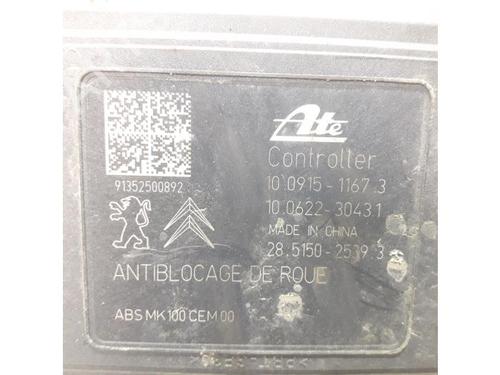 Ate
Controller
91352500892
10.0915-1167.3
10.0622-3043.1
MADE IN CHINA
28.5150-2539.3
ANTIBLOCAGE DE ROUE
ABS MK100 CEM 00